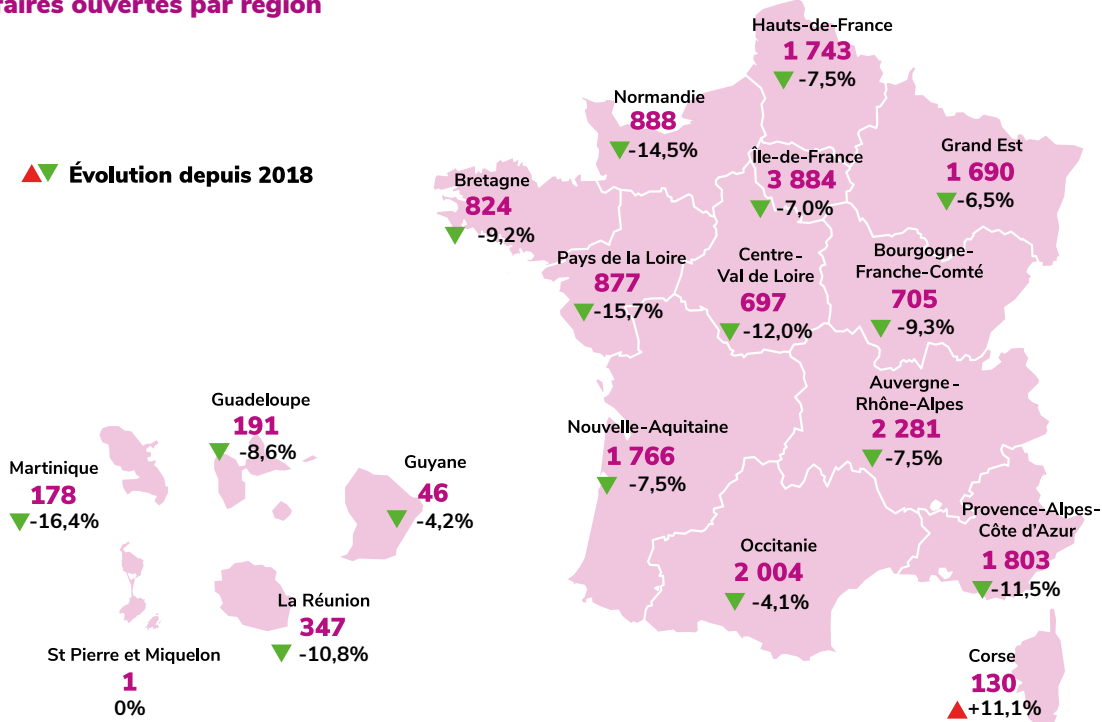 faires ouvertes par région
Évolution depuis 2018
Hauts-de-France
1 743
-7,5%
Normandie
888
-14,5%
Île-de-France
3 884
-7,0%
Grand Est
1 690
-6,5%
Bretagne
824
-9,2%
Pays de la Loire
877
-15,7%
Centre-
Val de Loire
697
-12,0%
Bourgogne-
Franche-Comté
705
-9,3%
Auvergne-
Rhône-Alpes
2 281
-7,5%
Nouvelle-Aquitaine
1 766
-7,5%
Guadeloupe
191
-8,6%
Martinique
178
-16,4%
Guyane
46
-4,2%
Provence-Alpes-
Côte d'Azur
1 803
-11,5%
Occitanie
2 004
-4,1%
La Réunion
347
-10,8%
St Pierre et Miquelon
1
0%
Corse
130
+11,1%